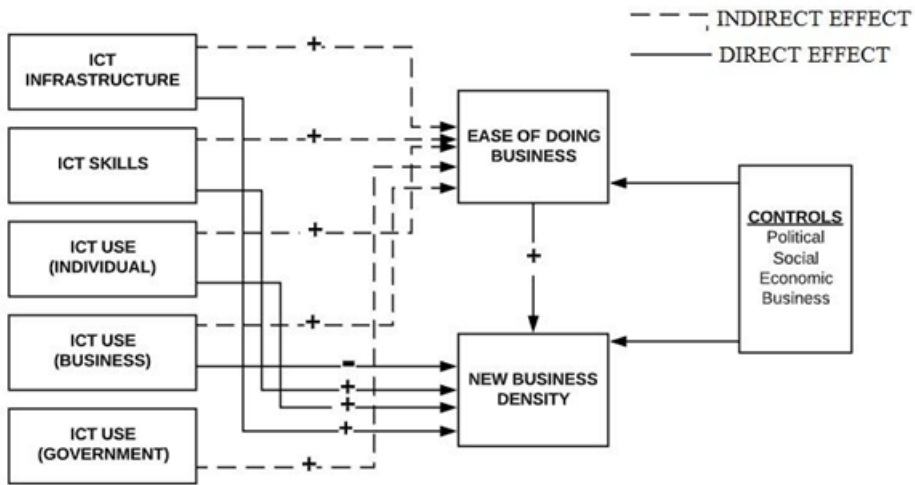 INDIRECT EFFECT
DIRECT EFFECT
ICT
INFRASTRUCTURE
ICT SKILLS
ICT USE
(INDIVIDUAL)
ICT USE
(BUSINESS)
ICT USE
(GOVERNMENT)
+
+
+
+
-
+
+
+
+
EASE OF DOING
BUSINESS
+
NEW BUSINESS
DENSITY
CONTROLS
Political
Social
Economic
Business